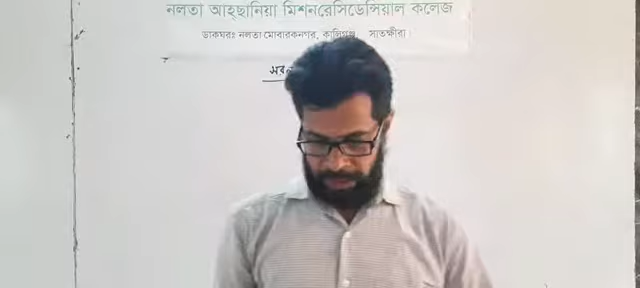 নলতা আহ্ছানিয়া মিশনরেসিডেন্সিয়াল কলেজ
ডাকঘরঃ নলতা মোবারকনগর, কালিগঞ্জ, সাতক্ষীরা।